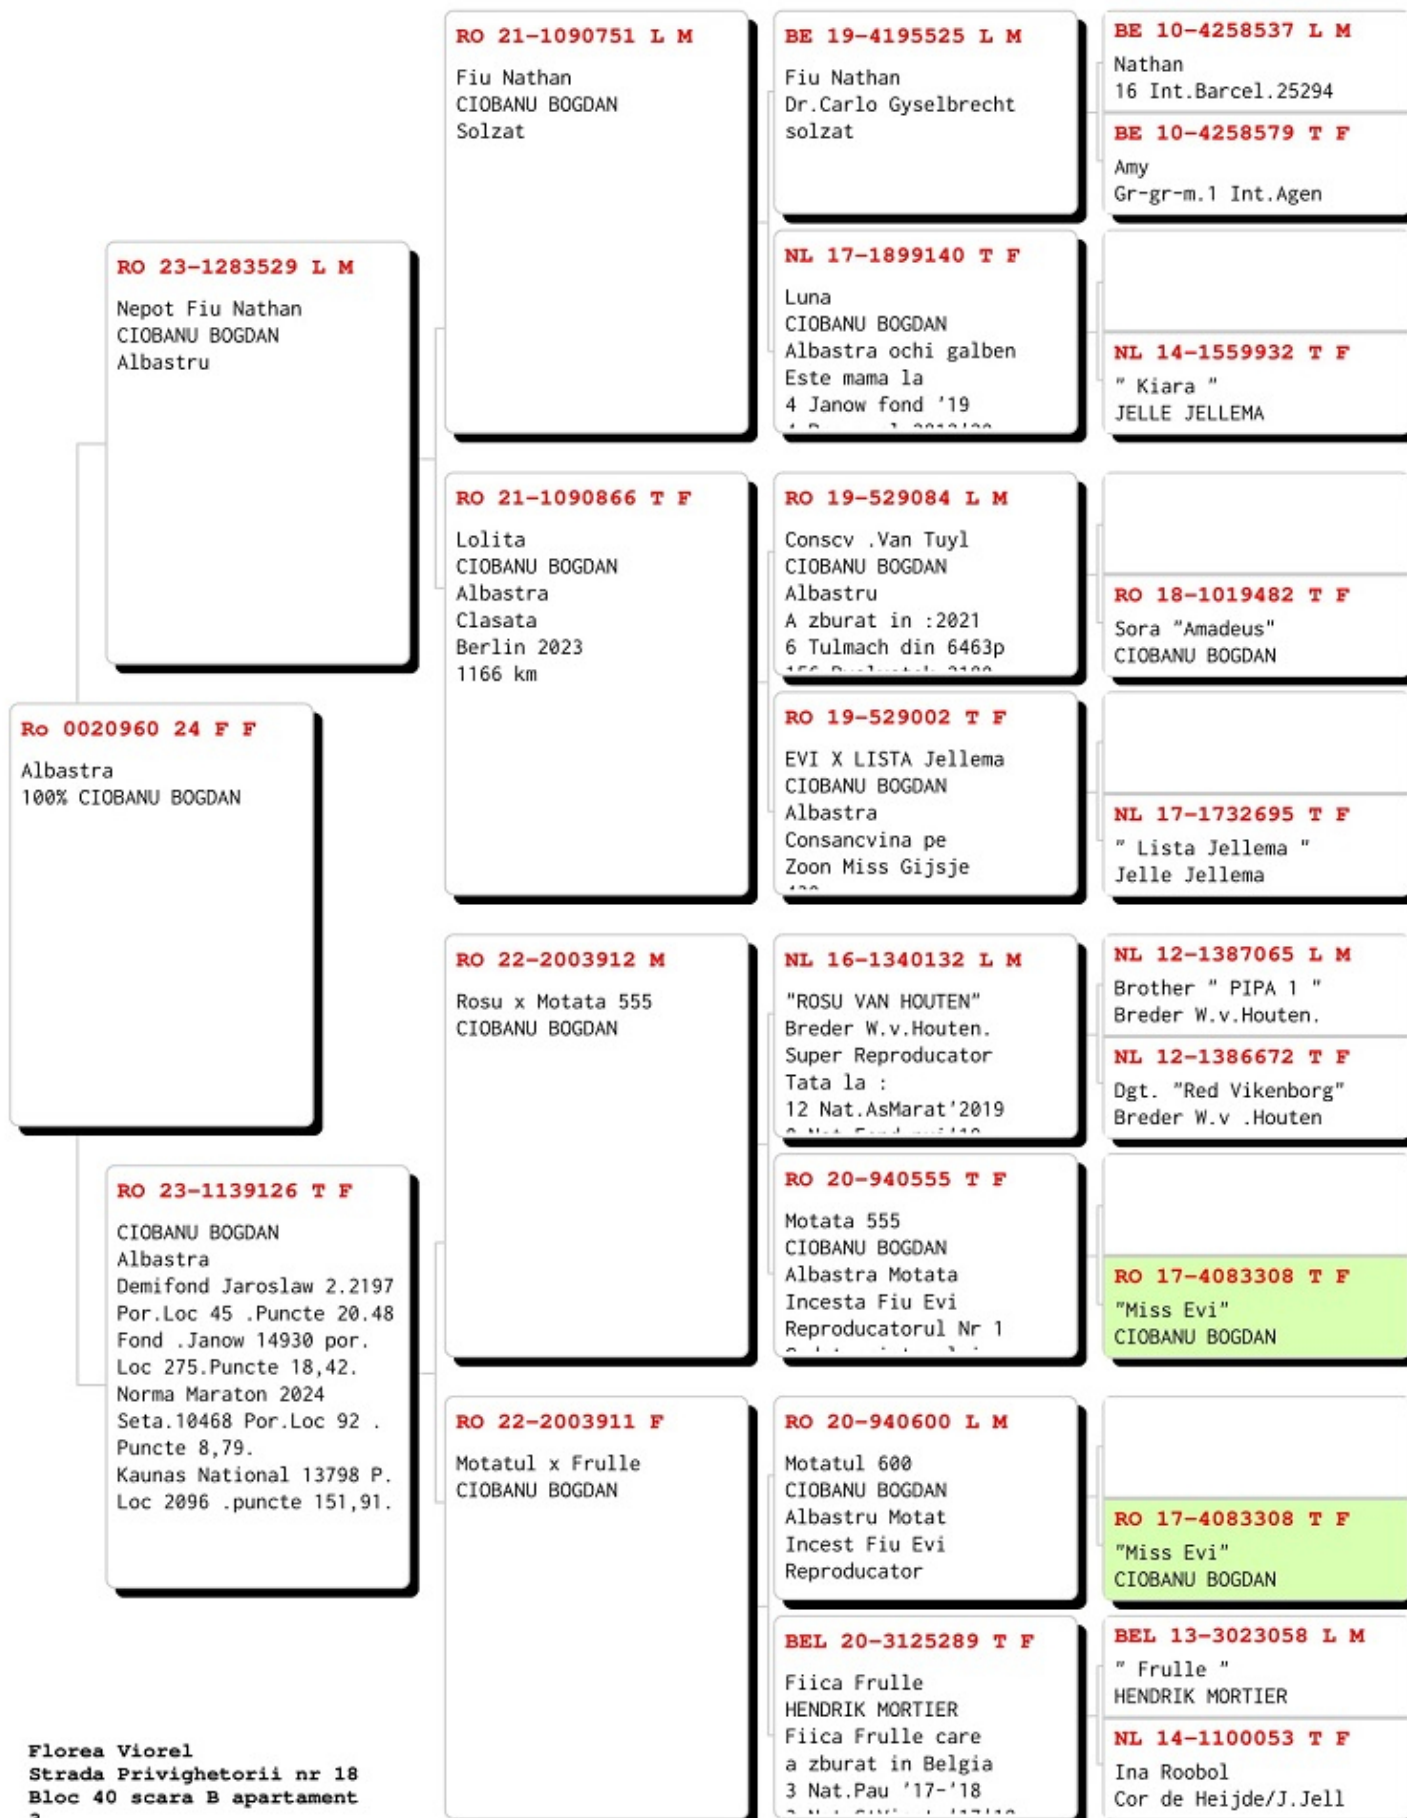 RO 21-1090751 L M
Fiu Nathan
CIOBANU BOGDAN
Solzat
BE 19-4195525 L M
Fiu Nathan
Dr.Carlo Gyselbrecht
solzat
BE 10-4258537 L M
Nathan
16 Int.Barcel.25294
BE 10-4258579 T F
Amy
Gr-gr-m.1 Int.Agen
RO 23-1283529 L M
Nepot Fiu Nathan
CIOBANU BOGDAN
Albastru
NL 17-1899140 T F
Luna
CIOBANU BOGDAN
Albastra ochi galben
Este mama la
4 Janow fond '19
NL 14-1559932 T F
" Kiara "
JELLE JELLEMA
RO 21-1090866 T F
Lolita
CIOBANU BOGDAN
Albastra
Clasata
Berlin 2023
1166 km
RO 19-529084 L M
Conscv .Van Tuyl
CIOBANU BOGDAN
Albastru
A zburat in :2021
6 Tulmach din 6463p
RO 18-1019482 T F
Sora "Amadeus"
CIOBANU BOGDAN
Ro 0020960 24 F F
Albastra
100% CIOBANU BOGDAN
RO 19-529002 T F
EVI X LISTA Jellema
CIOBANU BOGDAN
Albastra
Consancvina pe
Zoon Miss Gijsje
NL 17-1732695 T F
" Lista Jellema "
Jelle Jellema
RO 22-2003912 M
Rosu x Motata 555
CIOBANU BOGDAN
NL 16-1340132 L M
"ROSU VAN HOUTEN"
Breder W.v.Houten.
Super Reproducator
Tata la :
12 Nat.AsMarat'2019
NL 12-1387065 L M
Brother " PIPA 1 "
Breder W.v.Houten.
NL 12-1386672 T F
Dgt. "Red Vikenborg"
Breder W.v .Houten
RO 23-1139126 T F
CIOBANU BOGDAN
Albastra
Demifond Jaroslaw 2.2197
Por.Loc 45 .Puncte 20.48
Fond .Janow 14930 por.
Loc 275.Puncte 18,42.
Norma Maraton 2024
Seta.10468 Por.Loc 92 .
Puncte 8,79.
Kaunas National 13798 P.
Loc 2096 .puncte 151,91.
RO 20-940555 T F
Motata 555
CIOBANU BOGDAN
Albastra Motata
Incesta Fiu Evi
Reproducatorul Nr 1
RO 17-4083308 T F
"Miss Evi"
CIOBANU BOGDAN
RO 22-2003911 F
Motatul x Frulle
CIOBANU BOGDAN
RO 20-940600 L M
Motatul 600
CIOBANU BOGDAN
Albastru Motat
Incest Fiu Evi
Reproducator
RO 17-4083308 T F
"Miss Evi"
CIOBANU BOGDAN
BEL 20-3125289 T F
Fiica Frulle
HENDRIK MORTIER
Fiica Frulle care
a zburat in Belgia
3 Nat.Pau '17-'18
BEL 13-3023058 L M
" Frulle "
HENDRIK MORTIER
NL 14-1100053 T F
Ina Roobol
Cor de Heijde/J.Jell
Florea Viorel
Strada Privighetorii nr 18
Bloc 40 scara B apartament